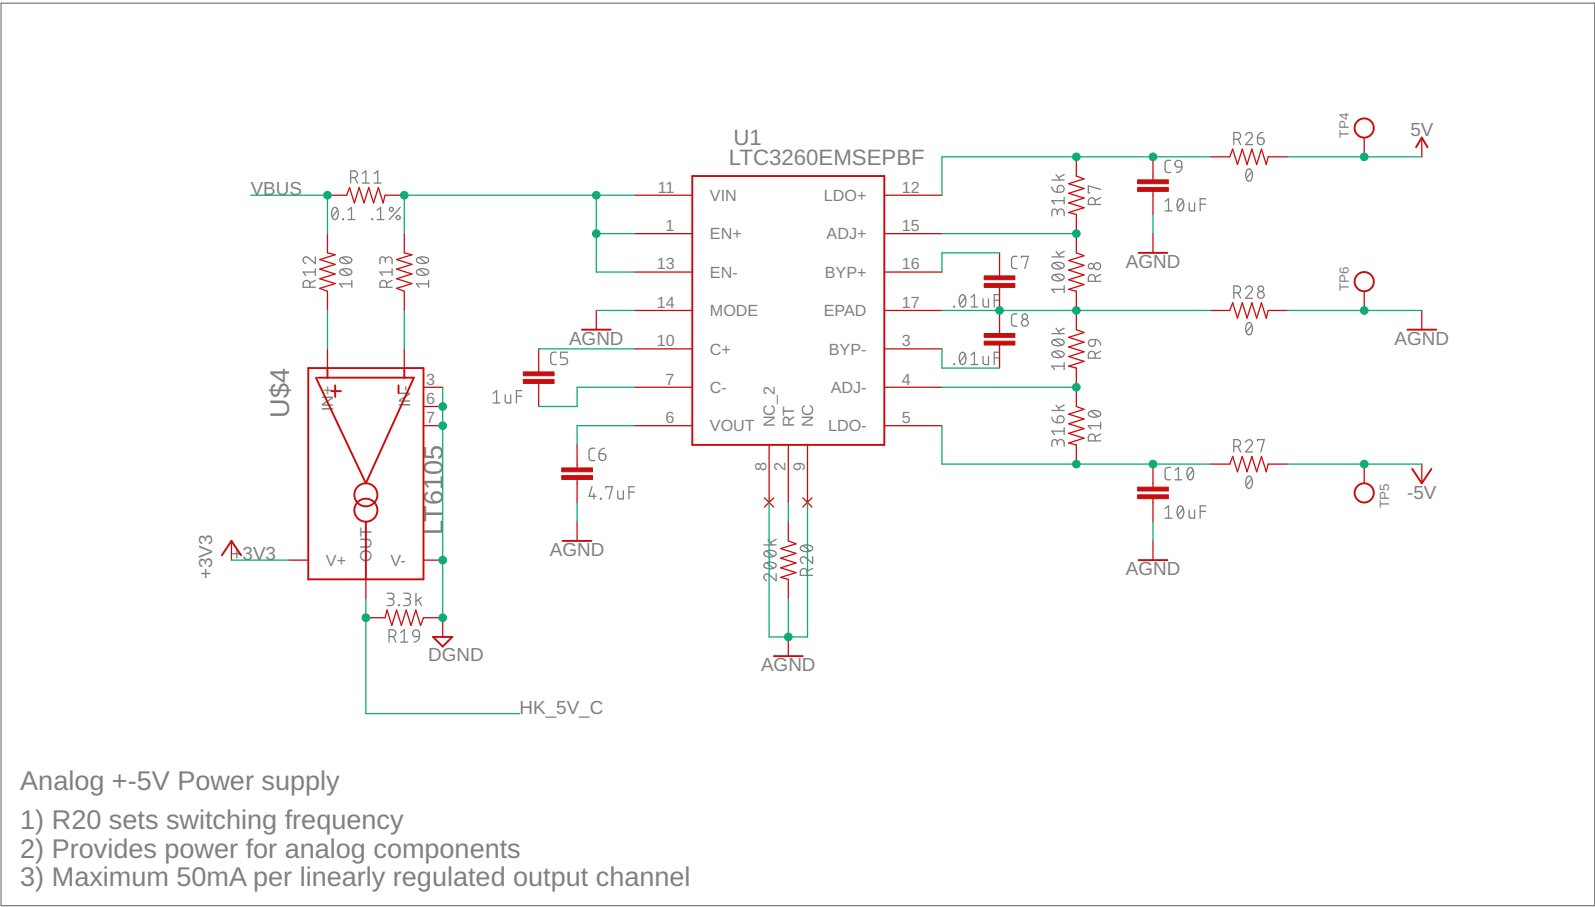 U1
LTC3260EMSEPBF
TP4
5V
R26
0
C9
10uF
AGND
VBUS
R11
0.1 .1%
R12
100
R13
100
11
1
13
14
10
7
6
VIN
EN+
EN-
MODE
C+
C-
VOUT
LDO+
ADJ+
BYP+
EPAD
BYP-
ADJ-
LDO-
12
15
16
17
3
4
5
NC_2
RT
NC
8
2
9
316k
R7
100k
R8
100k
R9
316k
R10
C7
.01uF
C8
.01uF
R28
0
TP6
AGND
AGND
C5
1uF
C6
4.7uF
AGND
R27
0
TP5
-5V
C10
10uF
AGND
200k
R20
AGND
U$4
LT6105
IN+
IN-
+
-
3
6
7
OUT
V+
V-
+3V3
+3V3
3.3k
R19
DGND
HK_5V_C
Analog +-5V Power supply
1) R20 sets switching frequency
2) Provides power for analog components
3) Maximum 50mA per linearly regulated output channel